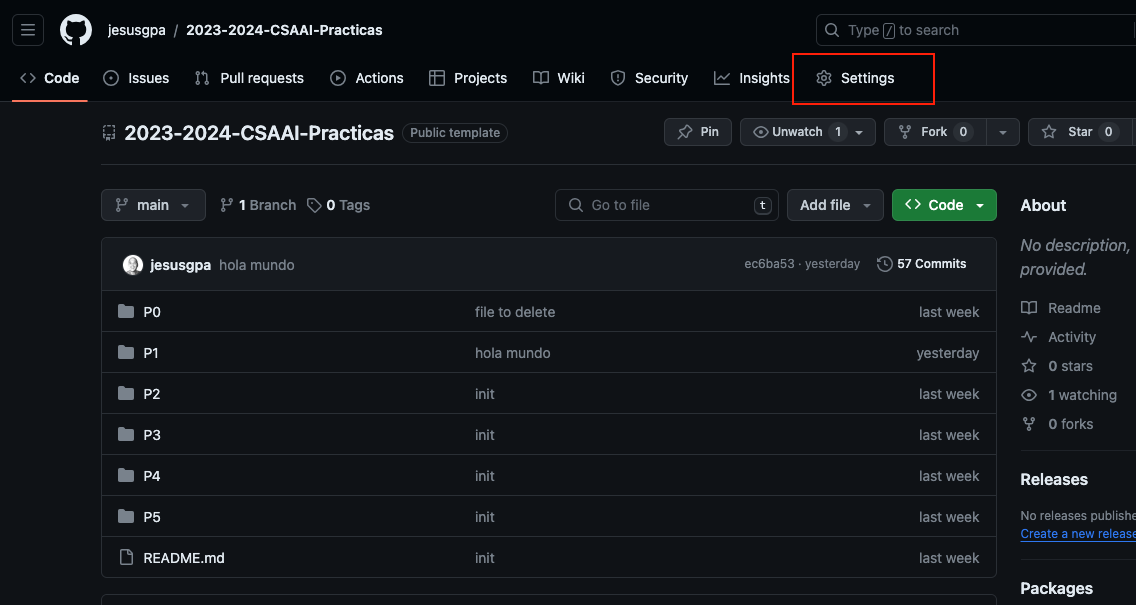 jesusgpa / 2023-2024-CSAAI-Practicas Type / to search
Code Issues Pull requests Actions Projects Wiki Security Insights Settings
2023-2024-CSAAI-Practicas Public template Pin Unwatch 1 Fork 0 Star 0
main 1 Branch 0 Tags Go to file t Add file Code
About
jesusgpa hola mundo ec6ba53 · yesterday 57 Commits
No description,
provided.
P0 file to delete last week
P1 hola mundo yesterday
P2 init last week
P3 init last week
P4 init last week
P5 init last week
README.md init last week
Readme
Activity
0 stars
1 watching
0 forks
Releases
No releases publishe
Create a new release
Packages